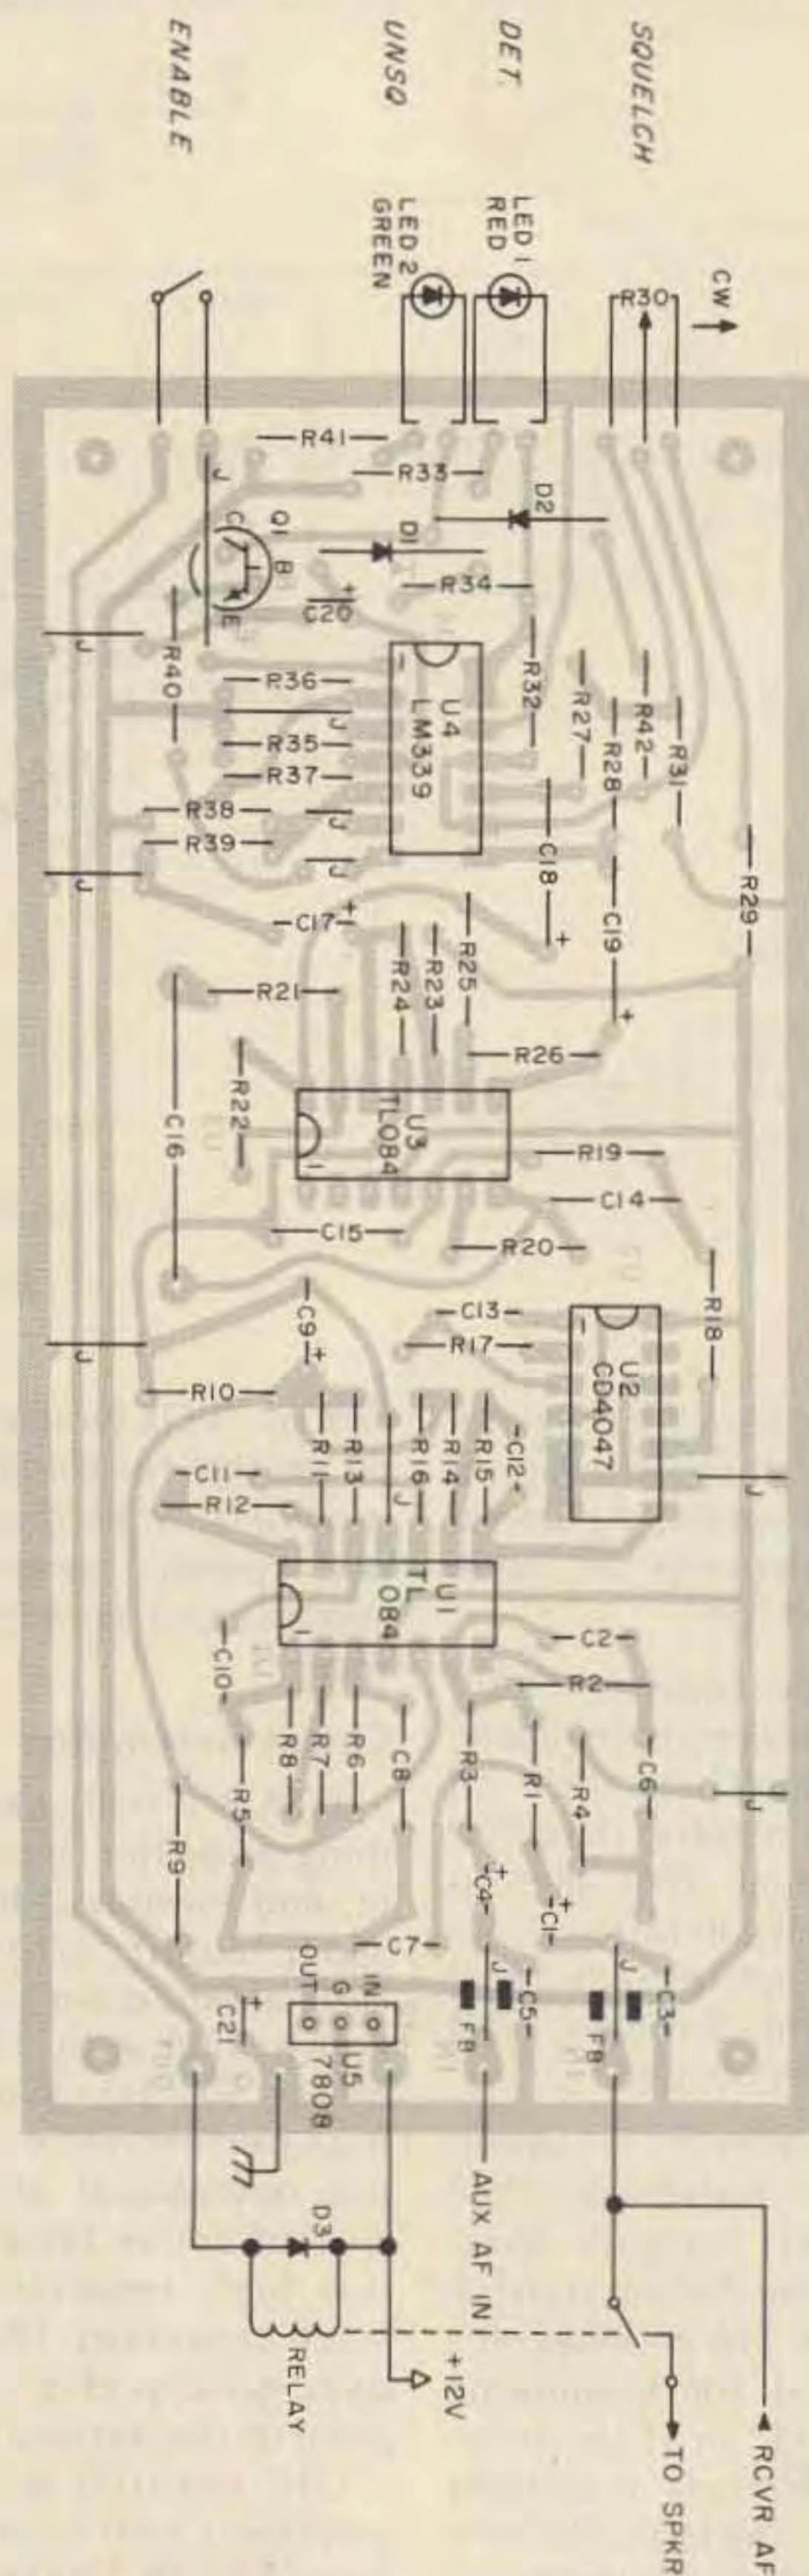 ENABLE
UNSQ
DET.
SQUELCH
LED 2
GREEN
LED 1
RED
R30
CW
R41
R33
J
D2
Q1
C
B
E
D1
C20
+
R34
J
R40
R36
J
R35
R37
R38
R39
J
J
J
U4
LM339
R32
R27
R28
R42
R31
R29
C18
+
C19
+
C17
+
R21
R24
R23
R25
R26
R22
C16
U3
TL084
1
R19
C14
C15
R20
R18
C13
R17
U2
CD4047
C9
+
J
R10
R11
R13
J
R16
R14
R15
C12
C11
R12
J
U1
TL
084
1
C2
R2
C10
R8
R7
R6
C8
R3
R1
R4
C6
J
R5
R9
+
C4
+
C1
C7
OUT
G
IN
J
C5
J
C3
FB
FB
+
C21
U5
7808
D3
AUX AF IN
RELAY
+12V
TO SPKR
RCVR AF